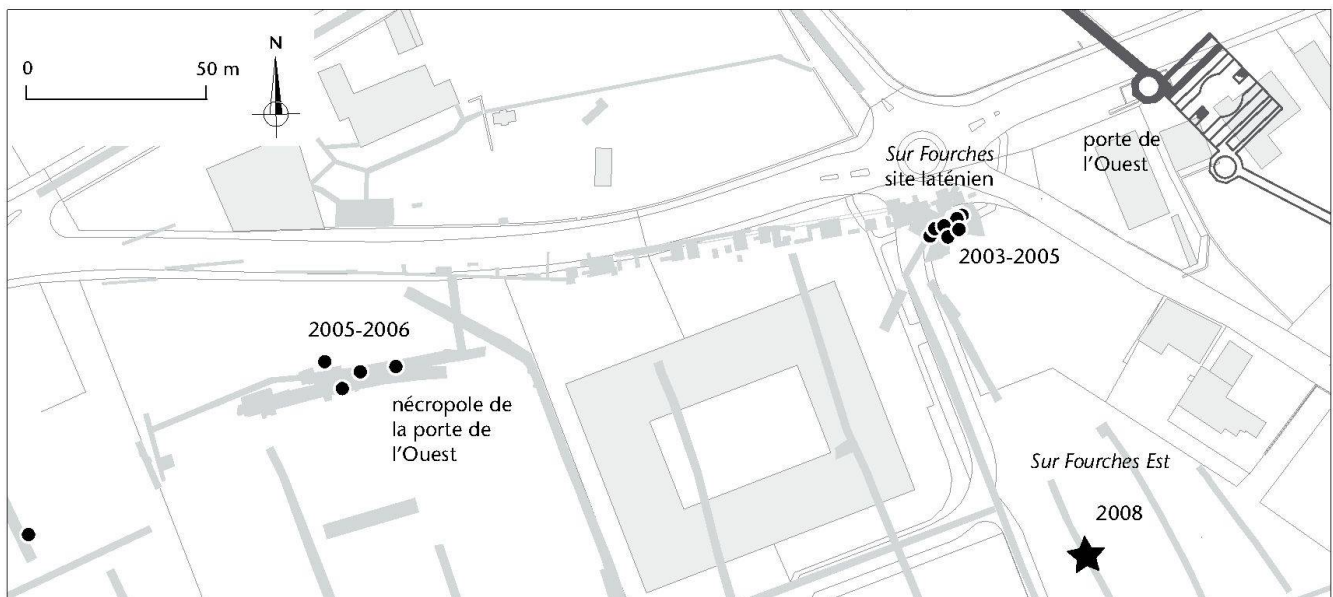 0
50 m
N
Sur Fourches
site laténien
porte de
l'Ouest
2003-2005
2005-2006
nécropole de
la porte de
l'Ouest
Sur Fourches Est
2008